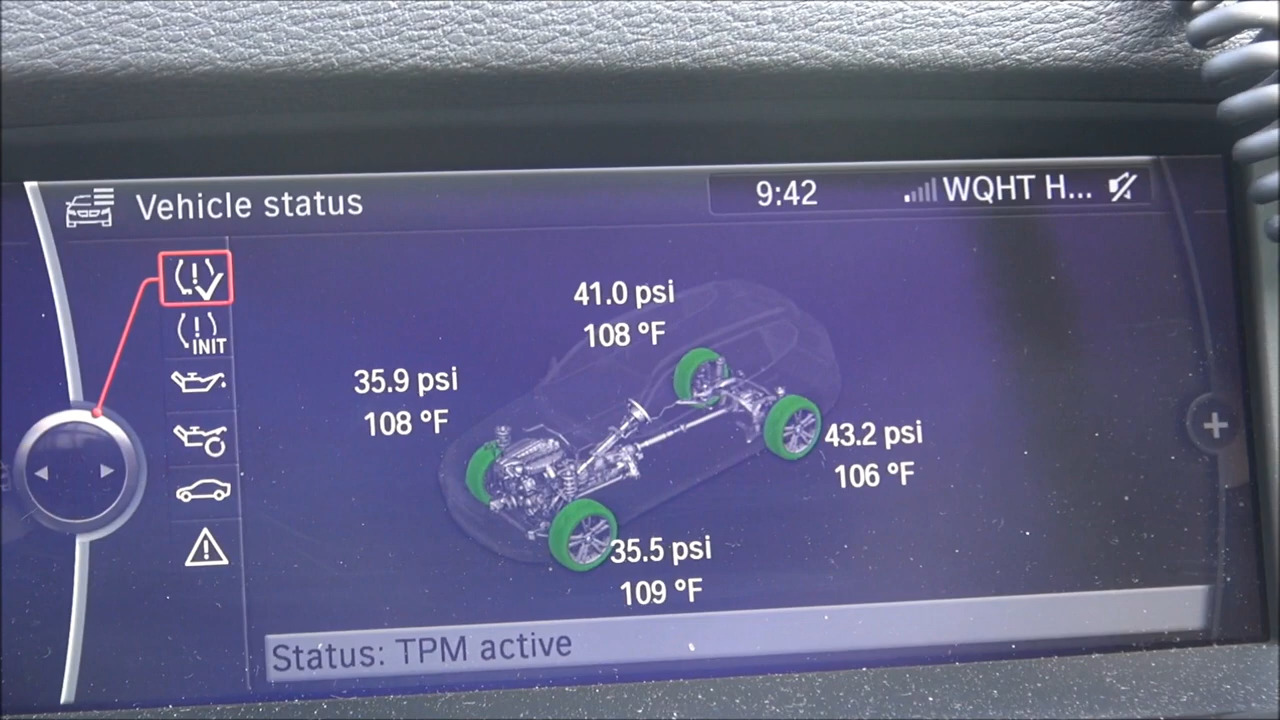 Vehicle status
9:42
WQHT H...
INIT
41.0 psi
108 °F
35.9 psi
108 °F
43.2 psi
106 °F
35.5 psi
109 °F
Status: TPM active